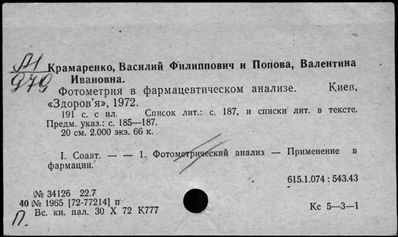 Крамаренко, Василий Филиппович и Попова, Валентина
979
Ивановна.
Фотометрия в фармацевтическом анализе. Киев,
«Здоров'я», 1972.
191 с. с ил. Список лит.: с. 187, и списки лит. в тексте.
Предм. указ.: с. 185—187.
20 см. 2.000 экз. 66 к.
I. Соавт. — — 1. Фотометрический анализ — Применение в
фармации.
615.1.074 : 543.43
№ 34126 22.7
40 № 1965 [72-77214] п
П. Вс. кн. пал. 30 X 72 К777
Кс 5—3—1